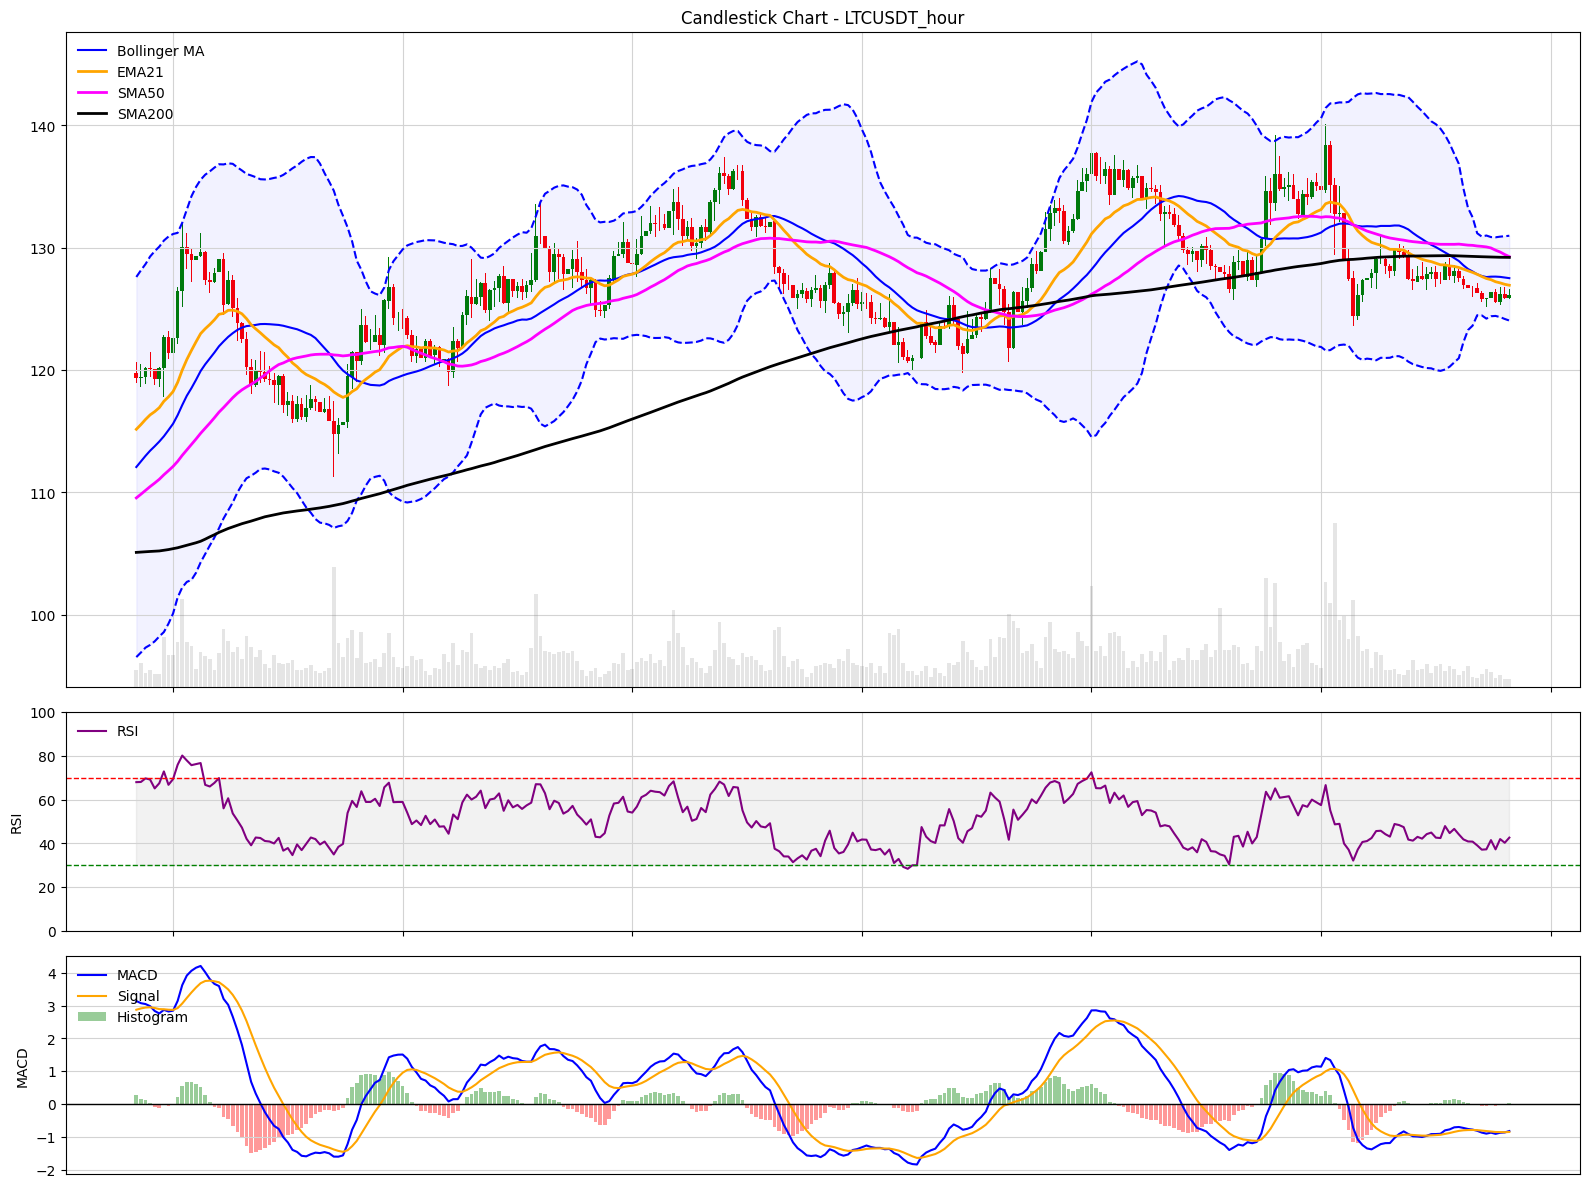 Candlestick Chart - LTCUSDT_hour
Bollinger MA
EMA21
SMA50
SMA200
140
130
120
110
100
RSI
100
80
60
40
20
0
RSI
MACD
Signal
Histogram
4
3
2
1
0
−1
−2
MACD